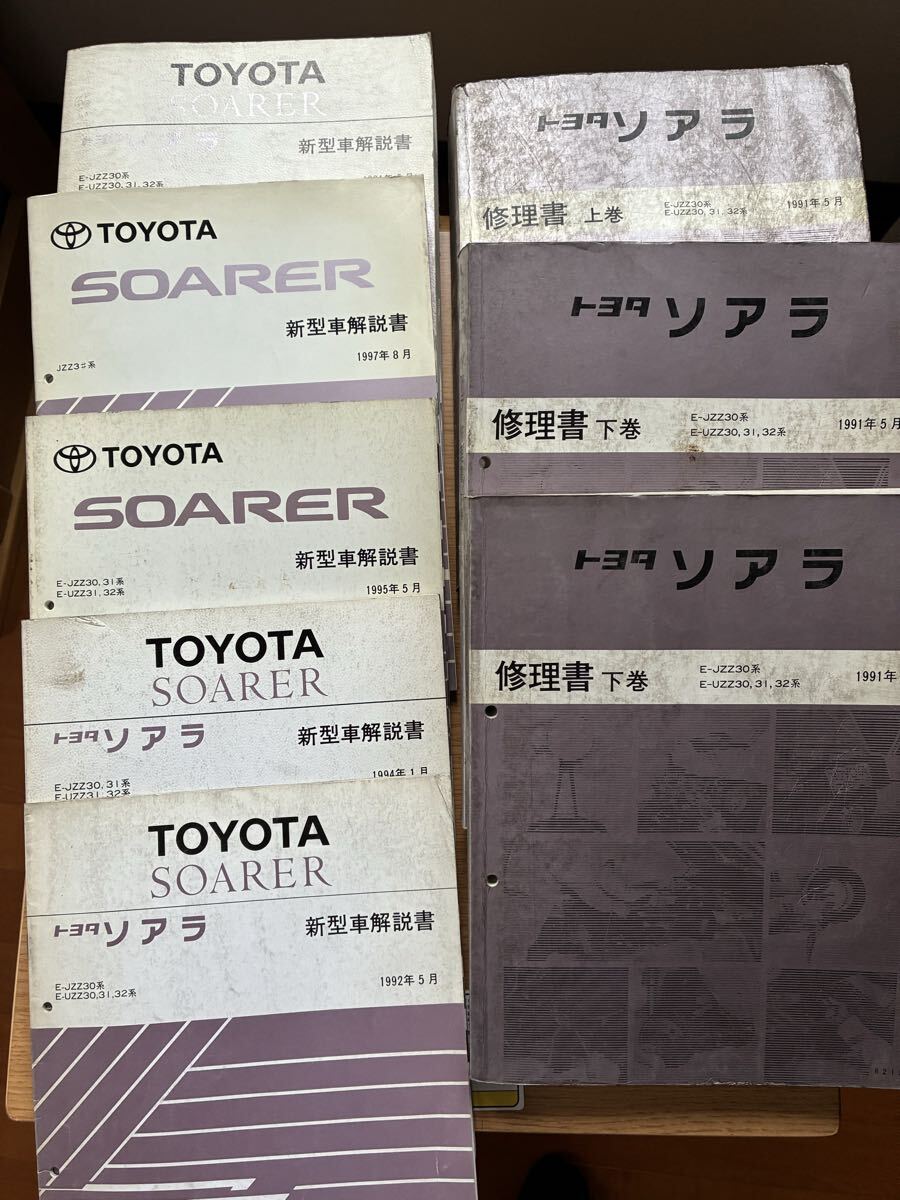 TOYOTA
SOARER
トヨタ ソアラ
新型車解説書
E-JZZ30系
E-UZZ30, 31, 32系
TOYOTA
SOARER
新型車解説書
JZZ3#系
1997年8月
TOYOTA
SOARER
新型車解説書
E-JZZ30, 31系
E-UZZ31, 32系
1995年5月
TOYOTA
SOARER
トヨタ ソアラ
新型車解説書
E-JZZ30, 31系
E-UZZ31, 32系
1994年1月
TOYOTA
SOARER
トヨタ ソアラ
新型車解説書
E-JZZ30系
E-UZZ30,31,32系
1992年5月
トヨタ ソアラ
修理書 上巻
E-JZZ30系
E-UZZ30, 31, 32系
1991年5月
トヨタ ソアラ
修理書 下巻
E-JZZ30系
E-UZZ30, 31, 32系
1991年5月
トヨタ ソアラ
修理書 下巻
E-JZZ30系
E-UZZ30, 31, 32系
1991年